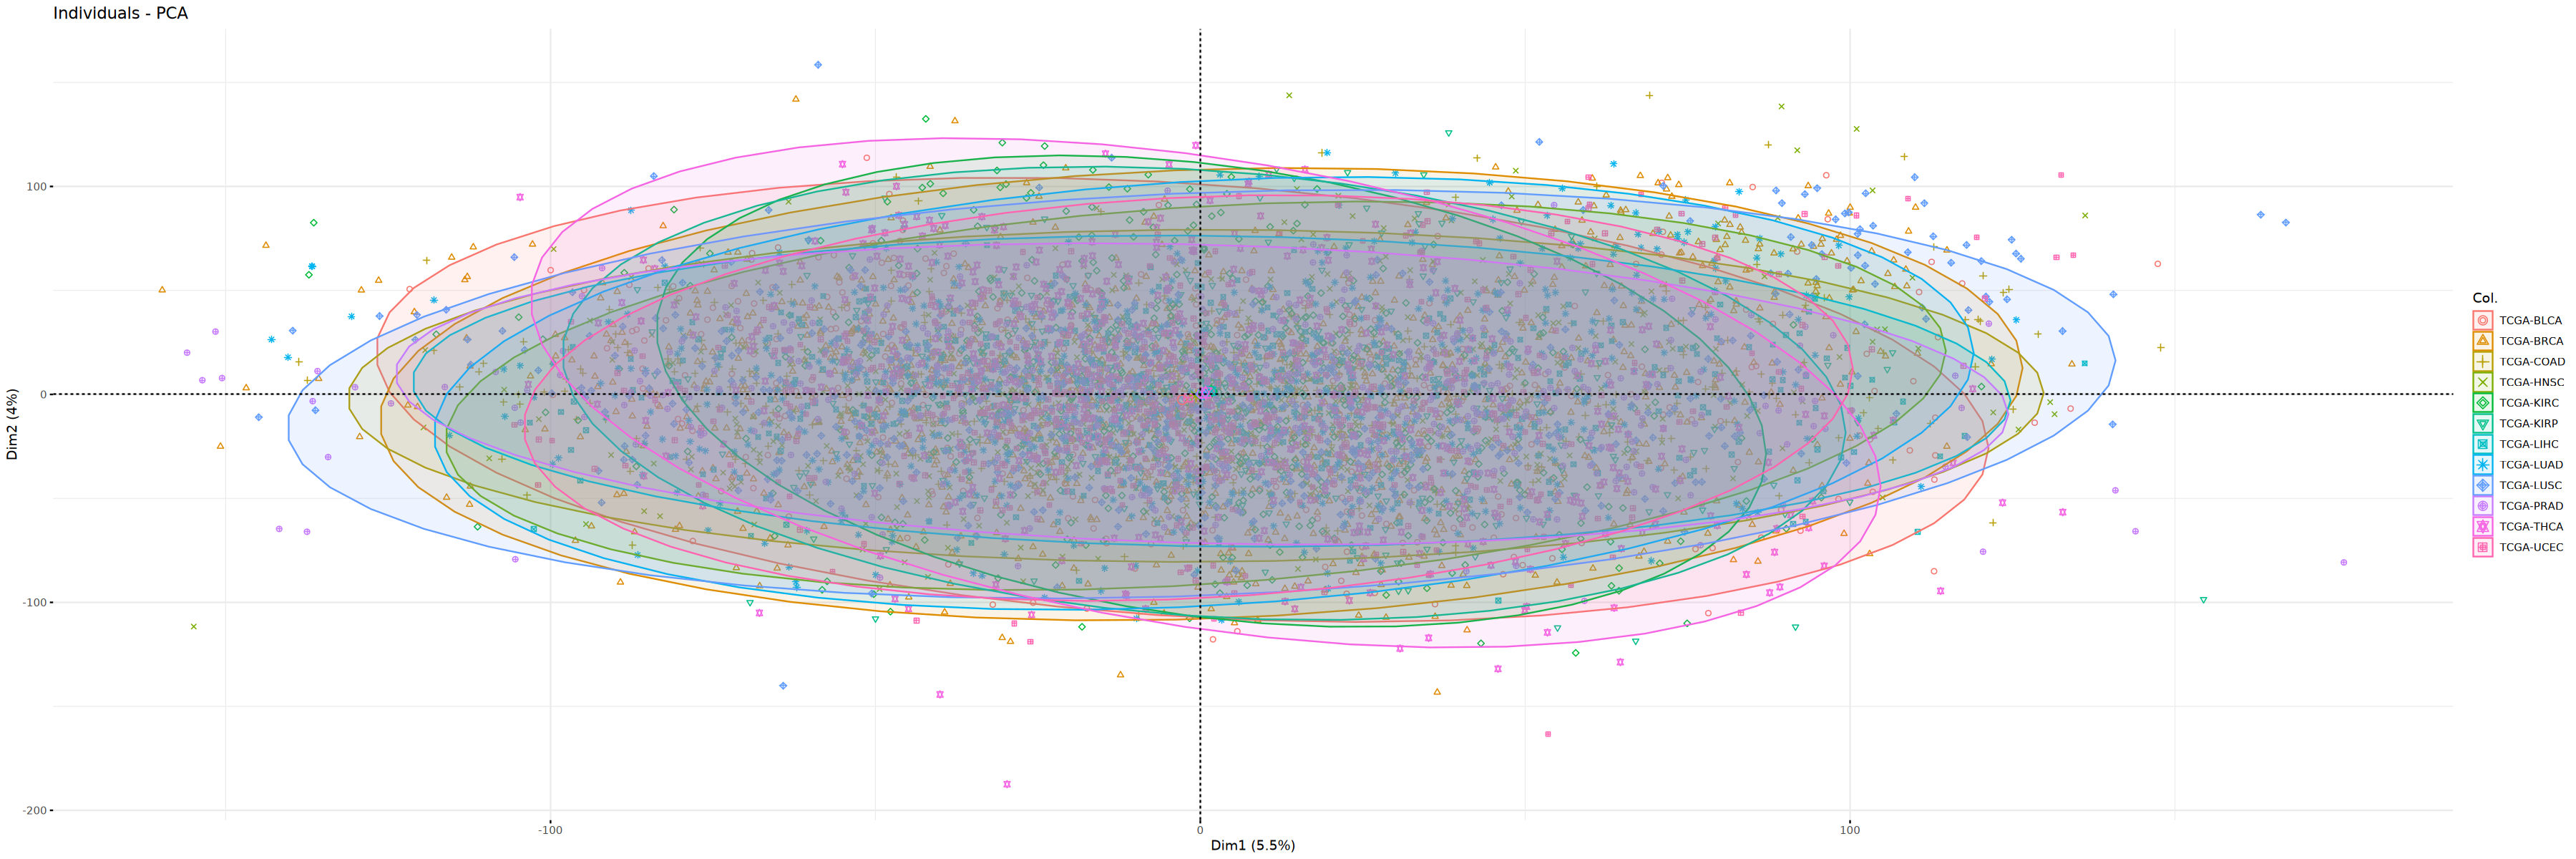 Individuals - PCA
100
0
-100
-200
Dim2 (4%)
-100
0
100
Dim1 (5.5%)
Col.
TCGA-BLCA
TCGA-BRCA
TCGA-COAD
TCGA-HNSC
TCGA-KIRC
TCGA-KIRP
TCGA-LIHC
TCGA-LUAD
TCGA-LUSC
TCGA-PRAD
TCGA-THCA
TCGA-UCEC